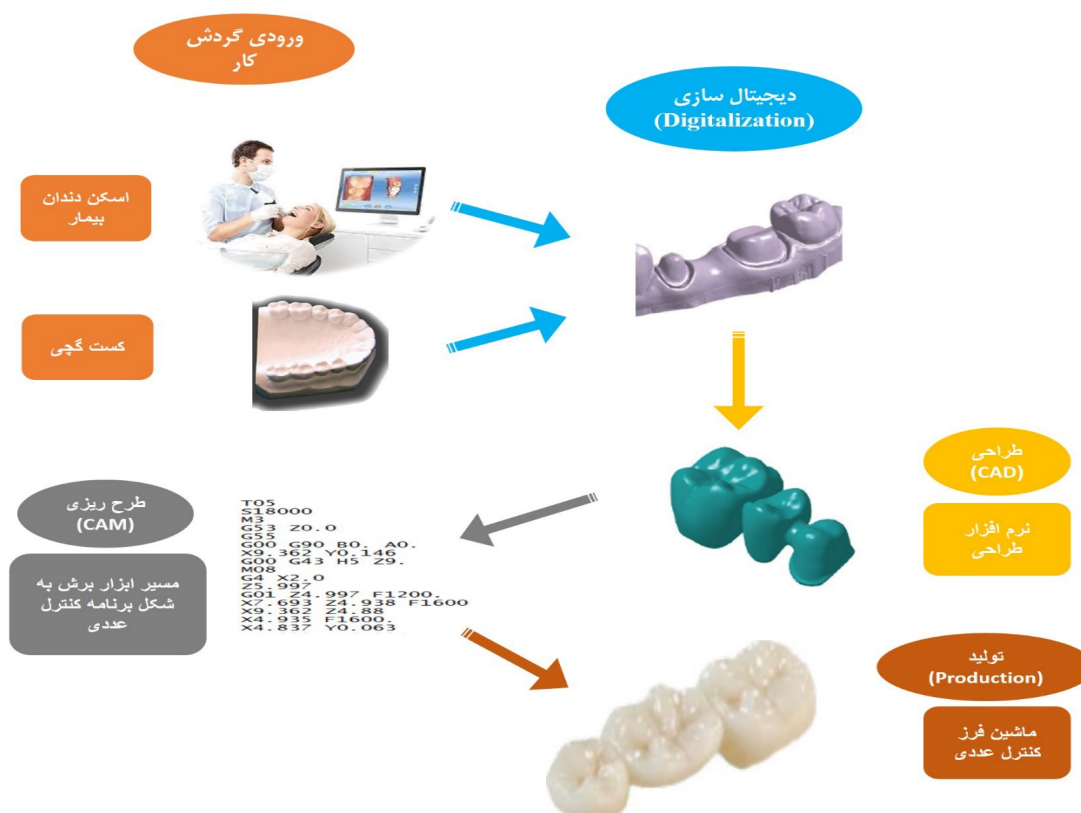 ورودی گردش
کار
دیجیتال سازی
(Digitalization)
اسکن دندان
بیمار
کست گچی
طراحی
(CAD)
نرم افزار
طراحی
طرح ریزی
(CAM)
مسیر ابزار برش به
شکل برنامه کنترل
عددی
T05
S18000
M3
G53 Z0.0
G55
G00 G90 B0. A0.
X9.362 Y0.146
G00 G43 H5 Z9.
M08
G4 X2.0
Z5.997
G01 Z4.997 F1200.
X7.693 Z4.938 F1600
X9.362 Z4.88
X4.935 F1600.
X4.837 Y0.063
تولید
(Production)
ماشین فرز
کنترل عددی